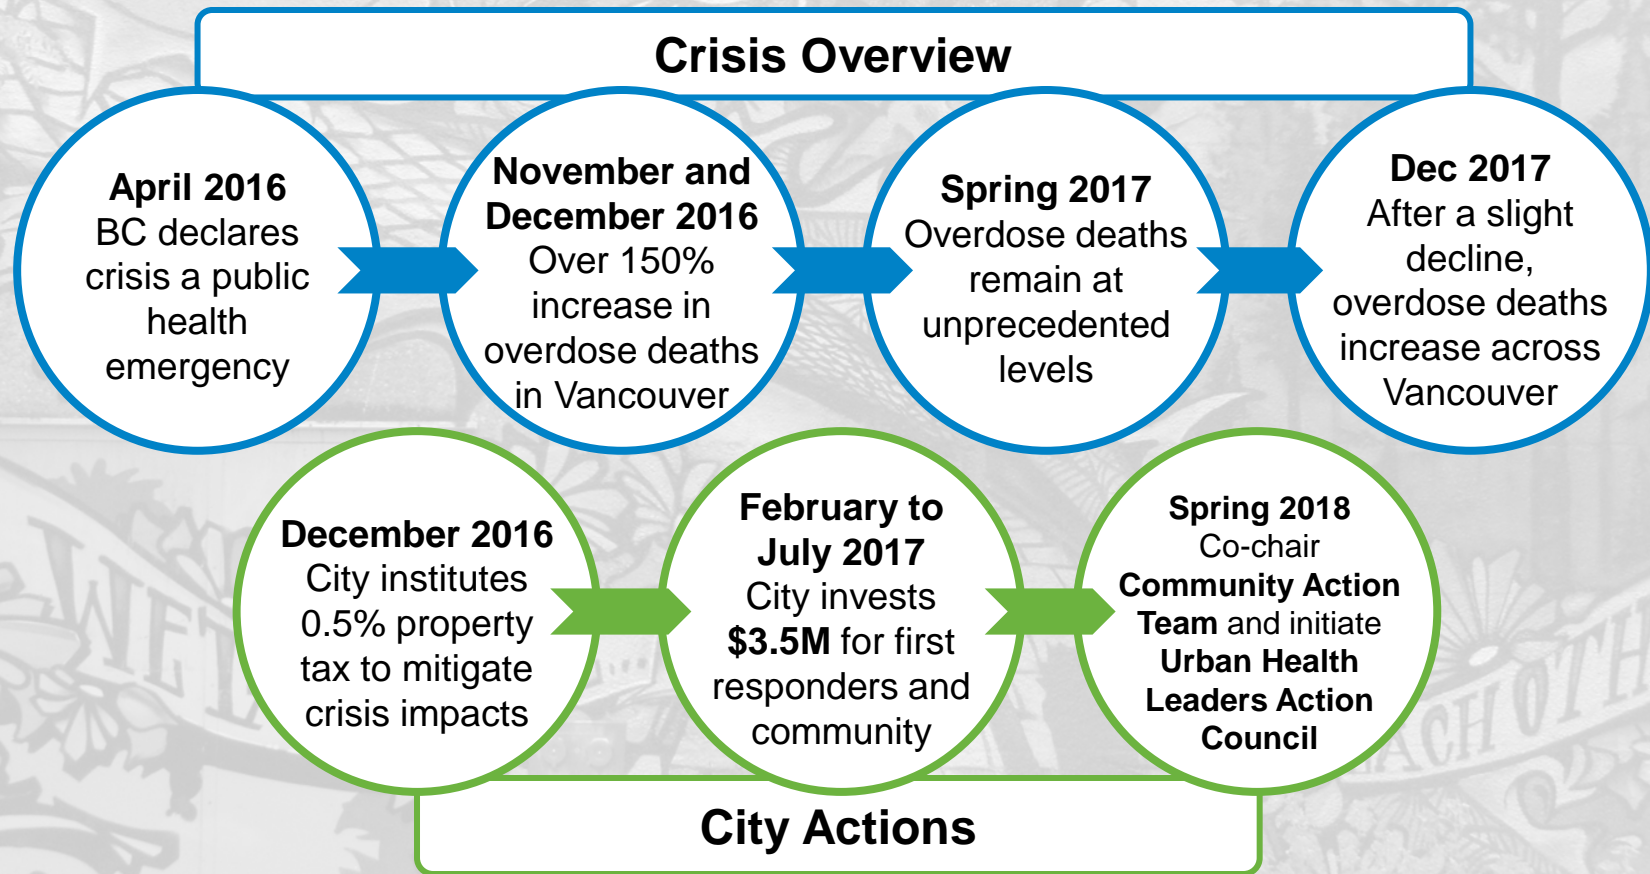 Crisis Overview
April 2016
BC declares
crisis a public
health
emergency
November and
December 2016
Over 150%
increase in
overdose deaths
in Vancouver
Spring 2017
Overdose deaths
remain at
unprecedented
levels
Dec 2017
After a slight
decline,
overdose deaths
increase across
Vancouver
December 2016
City institutes
0.5% property
tax to mitigate
crisis impacts
February to
July 2017
City invests
$3.5M for first
responders and
community
Spring 2018
Co-chair
Community Action
Team and initiate
Urban Health
Leaders Action
Council
City Actions
WE
EACH OTHE